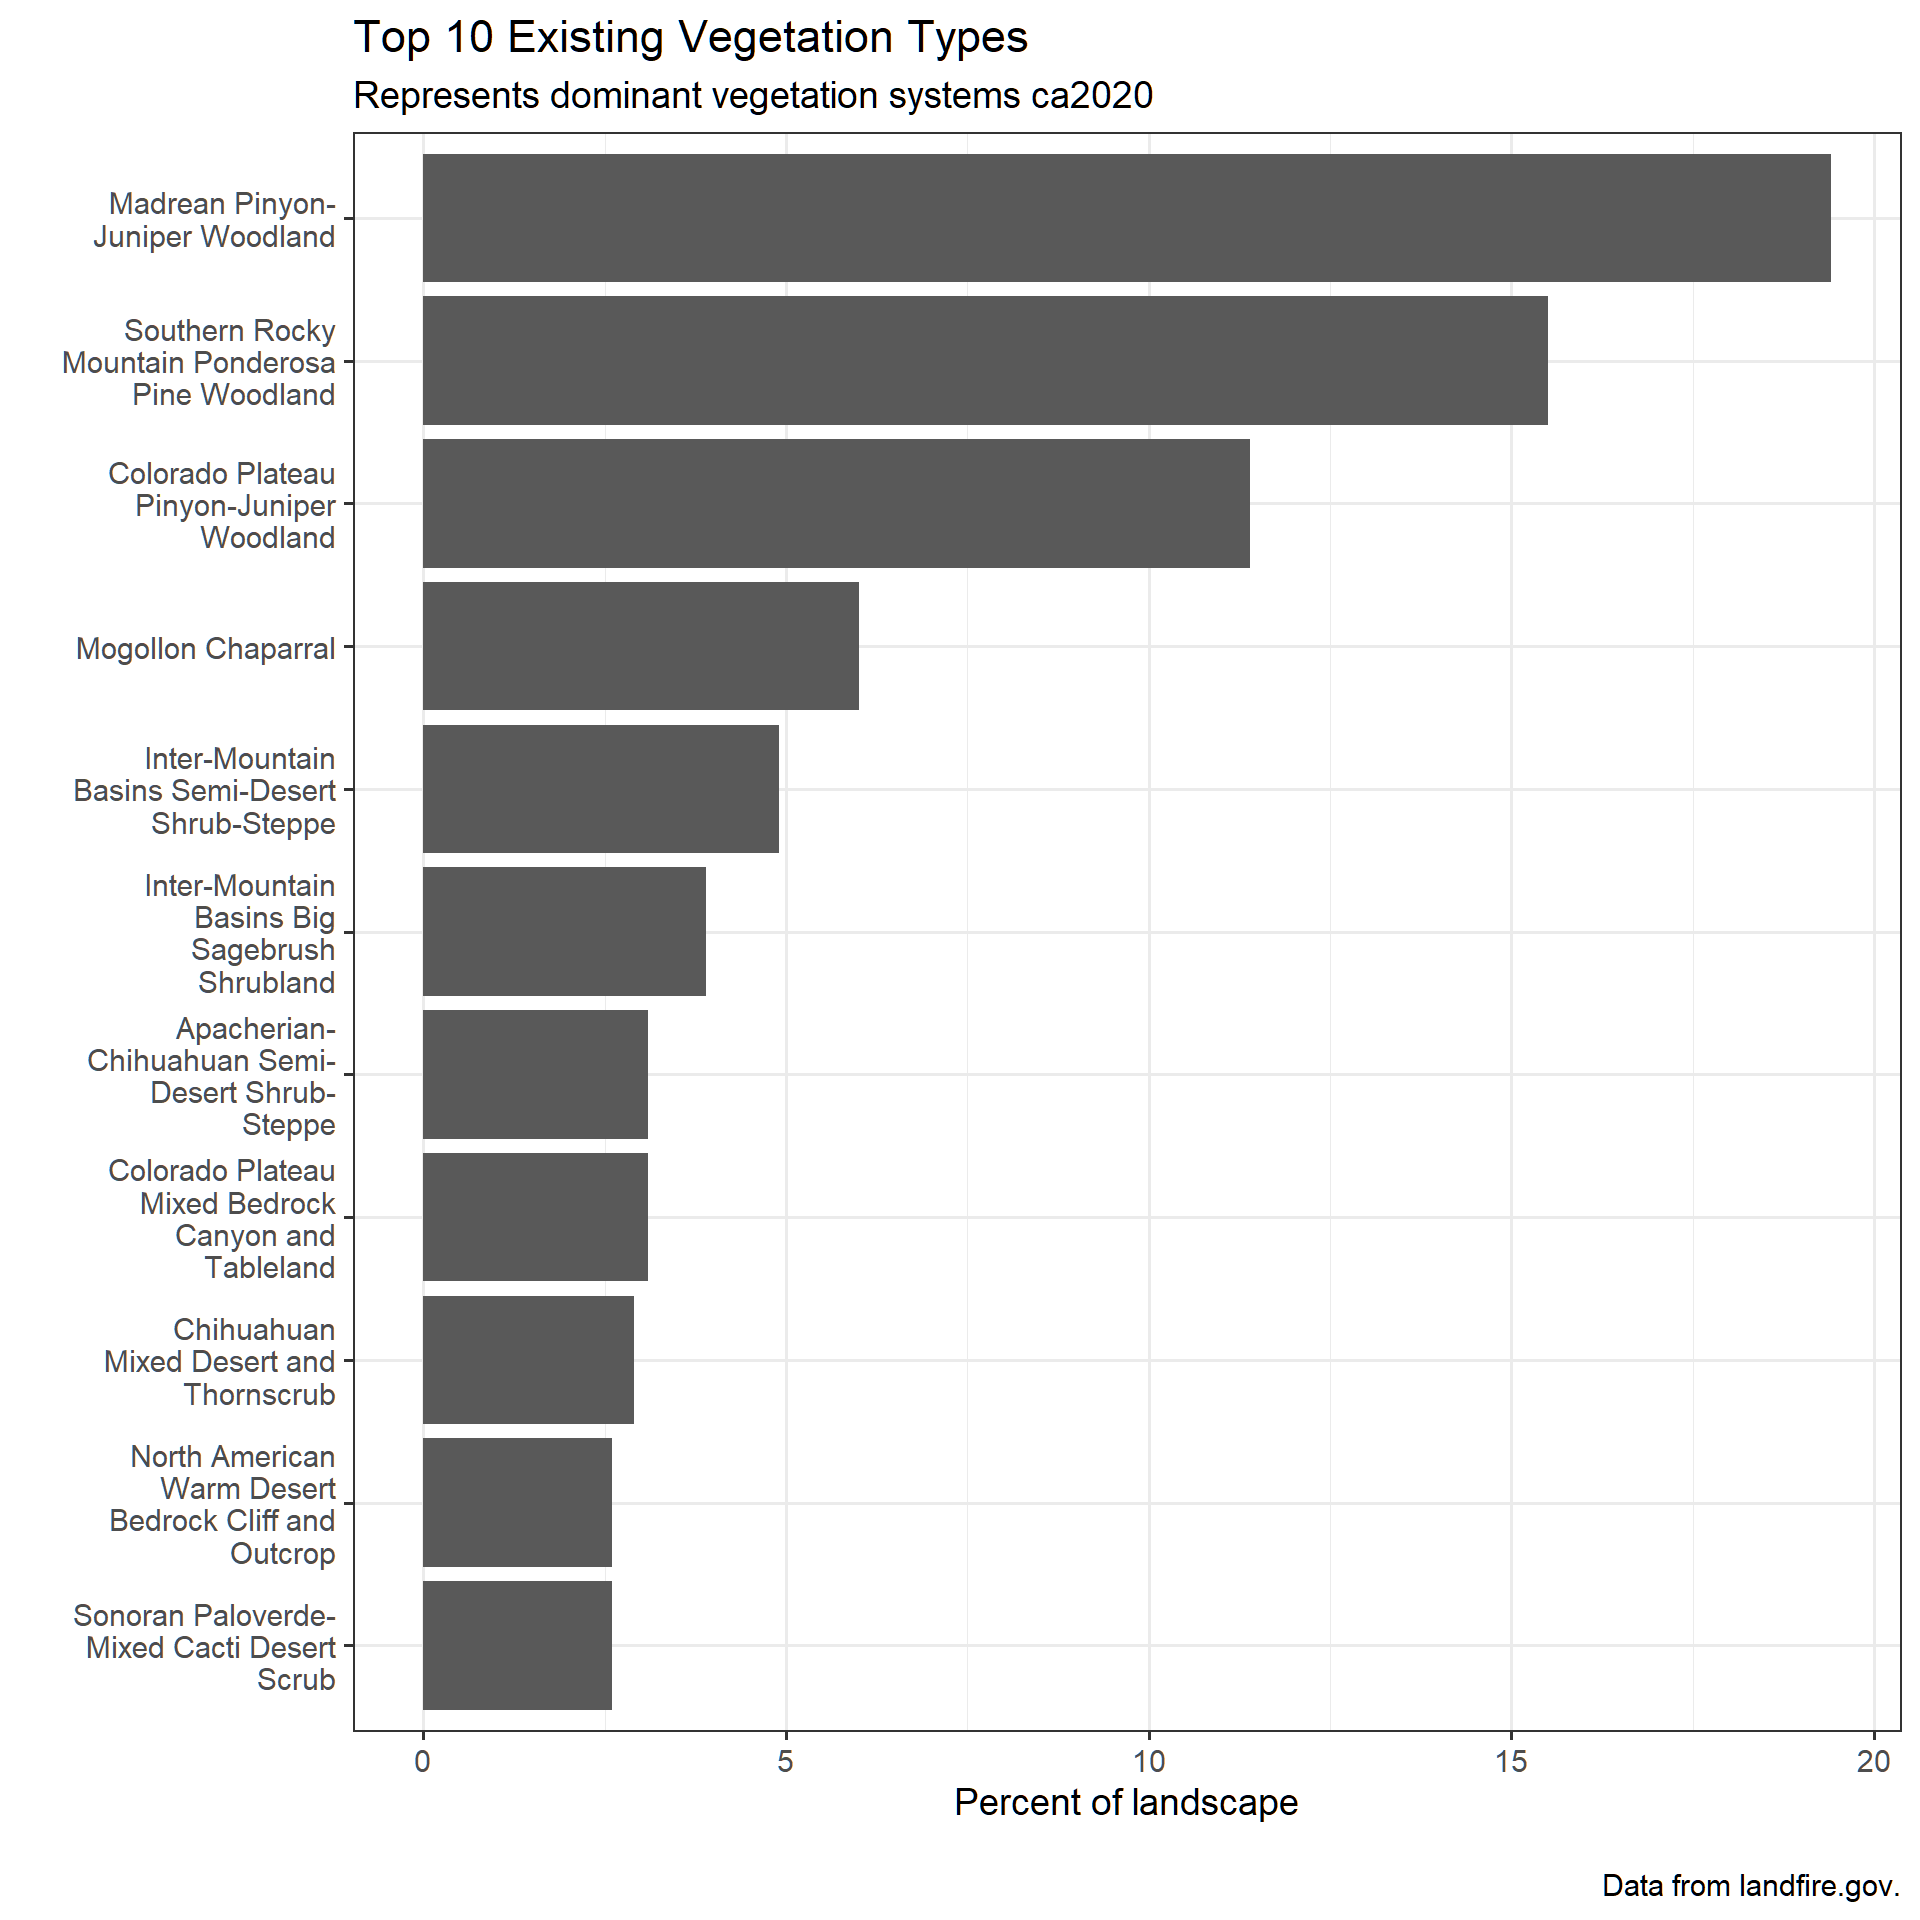 Top 10 Existing Vegetation Types
Represents dominant vegetation systems ca2020
Madrean Pinyon-
Juniper Woodland
Southern Rocky
Mountain Ponderosa
Pine Woodland
Colorado Plateau
Pinyon-Juniper
Woodland
Mogollon Chaparral
Inter-Mountain
Basins Semi-Desert
Shrub-Steppe
Inter-Mountain
Basins Big
Sagebrush
Shrubland
Apacherian-
Chihuahuan Semi-
Desert Shrub-
Steppe
Colorado Plateau
Mixed Bedrock
Canyon and
Tableland
Chihuahuan
Mixed Desert and
Thornscrub
North American
Warm Desert
Bedrock Cliff and
Outcrop
Sonoran Paloverde-
Mixed Cacti Desert
Scrub
0 5 10 15 20
Percent of landscape
Data from landfire.gov.